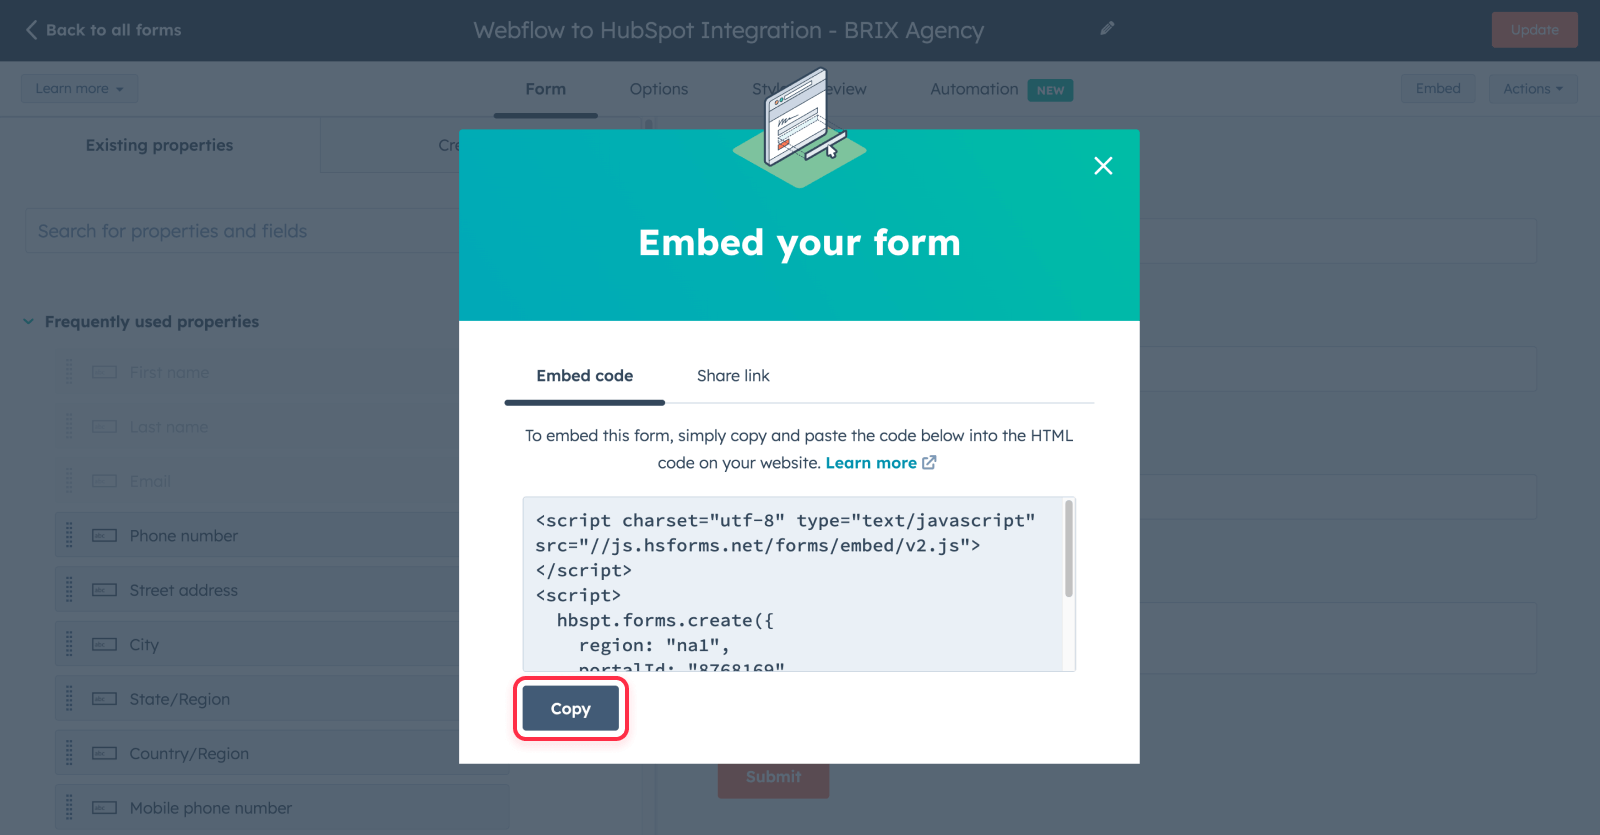 Back to all forms
Webflow to HubSpot Integration - BRIX Agency
Update
Learn more
Form
Options
Automation NEW
Embed
Actions
Existing properties
Search for properties and fields
Frequently used properties
First name
Last name
Email
Phone number
Street address
City
State/Region
Country/Region
Mobile phone number
Embed your form
Embed code
Share link
To embed this form, simply copy and paste the code below into the HTML
code on your website. Learn more
<script charset="utf-8" type="text/javascript"
src="//js.hsforms.net/forms/embed/v2.js">
</script>
<script>
hbspt.forms.create({
region: "na1",
portalId: "8768169"
Copy
Submit